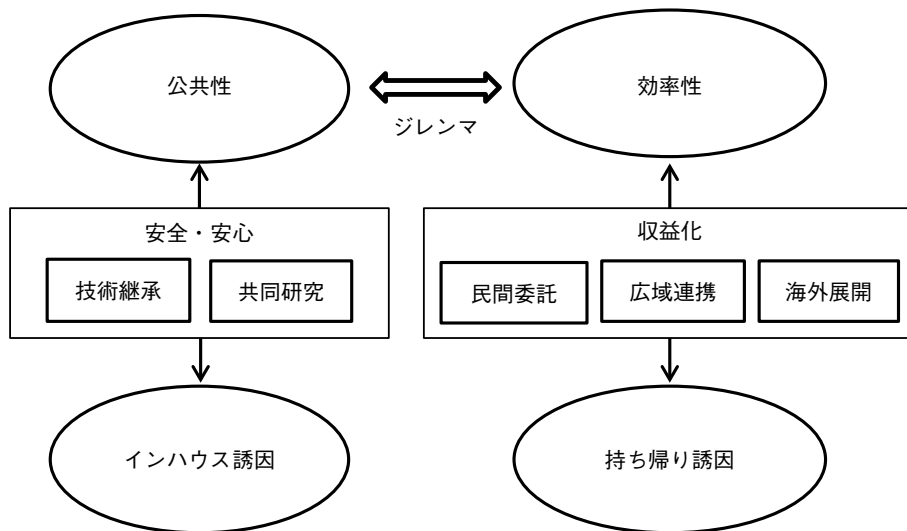 公共性
効率性
ジレンマ
安全・安心
技術継承
共同研究
収益化
民間委託
広域連携
海外展開
インハウス誘因
持ち帰り誘因